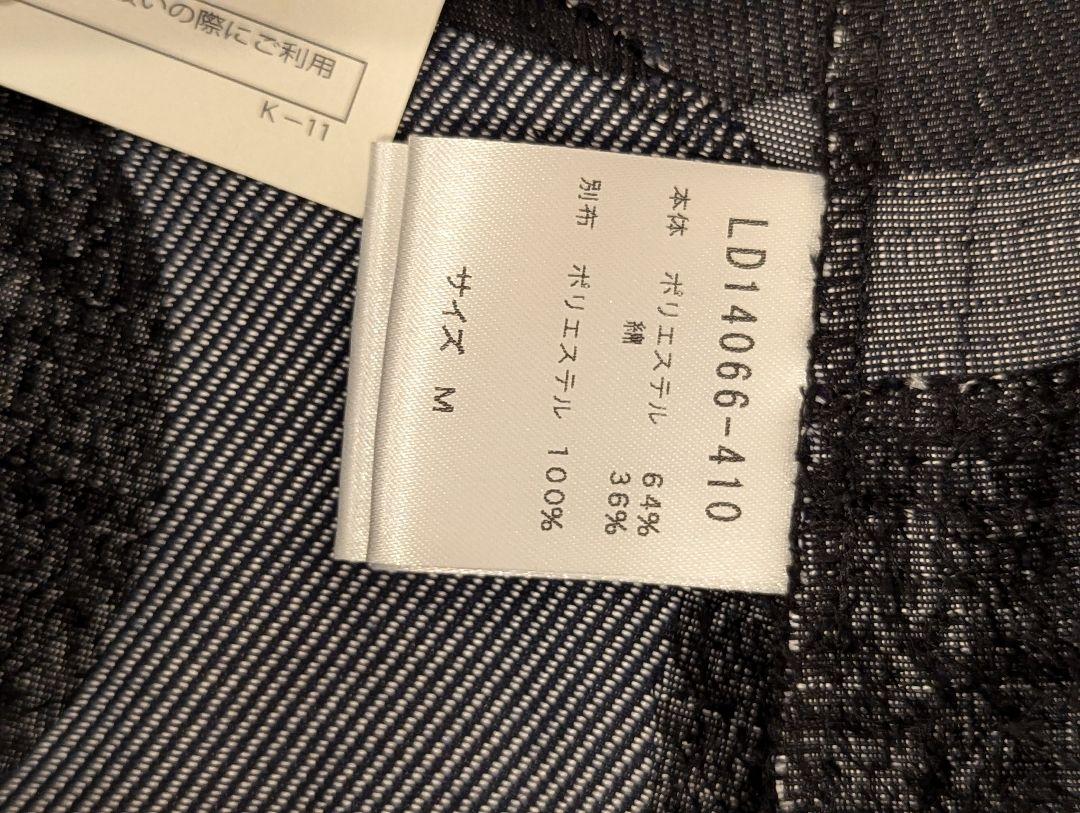 いの際にご利用
K-11
LD14066-410
本体 ポリエステル 64%
綿 36%
別布 ポリエステル 100%
サイズ M